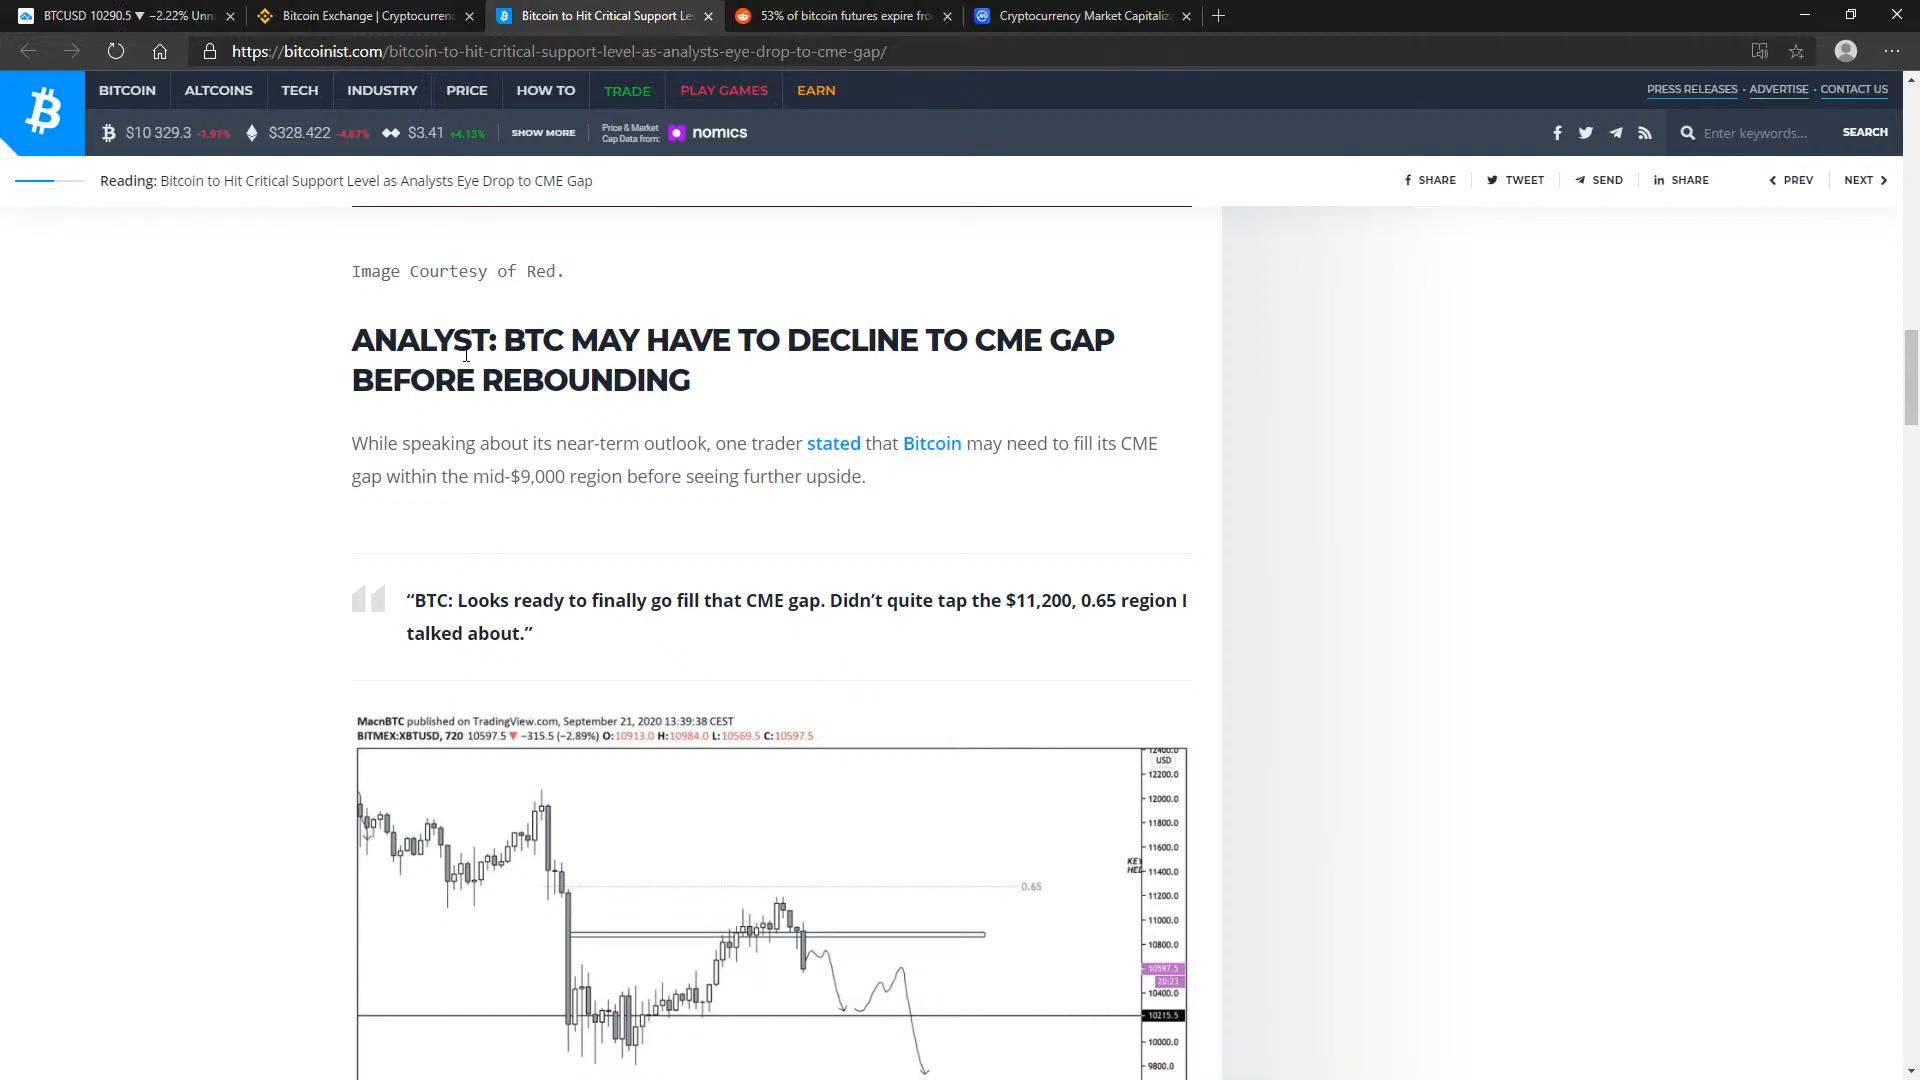 BTCUSD 10290.5 ▼ −2.22% Unn
Bitcoin Exchange | Cryptocurrenc
Bitcoin to Hit Critical Support Le
53% of bitcoin futures expire fro
Cryptocurrency Market Capitaliz
https://bitcoinist.com/bitcoin-to-hit-critical-support-level-as-analysts-eye-drop-to-cme-gap/
BITCOIN ALTCOINS TECH INDUSTRY PRICE HOW TO TRADE PLAY GAMES EARN
PRESS RELEASES · ADVERTISE · CONTACT US
$10 329.3 -1.91% $328.422 -4.67% $3.41 +4.13% SHOW MORE
Price & Market
Cap Data from:
nomics
Enter keywords... SEARCH
Reading: Bitcoin to Hit Critical Support Level as Analysts Eye Drop to CME Gap
SHARE TWEET SEND SHARE PREV NEXT
Image Courtesy of Red.
ANALYST: BTC MAY HAVE TO DECLINE TO CME GAP
BEFORE REBOUNDING
While speaking about its near-term outlook, one trader stated that Bitcoin may need to fill its CME
gap within the mid-$9,000 region before seeing further upside.
“BTC: Looks ready to finally go fill that CME gap. Didn’t quite tap the $11,200, 0.65 region I
talked about.”
MacnBTC published on TradingView.com, September 21, 2020 13:39:38 CEST
BITMEX:XBTUSD, 720 10597.5 ▼ −315.5 (−2.89%) O:10913.0 H:10984.0 L:10569.5 C:10597.5
12400.0
USD
12200.0
12000.0
11800.0
11600.0
KEY
HED
11400.0
0.65
11200.0
11000.0
10800.0
10597.5
20:23
10400.0
10215.5
10000.0
9800.0